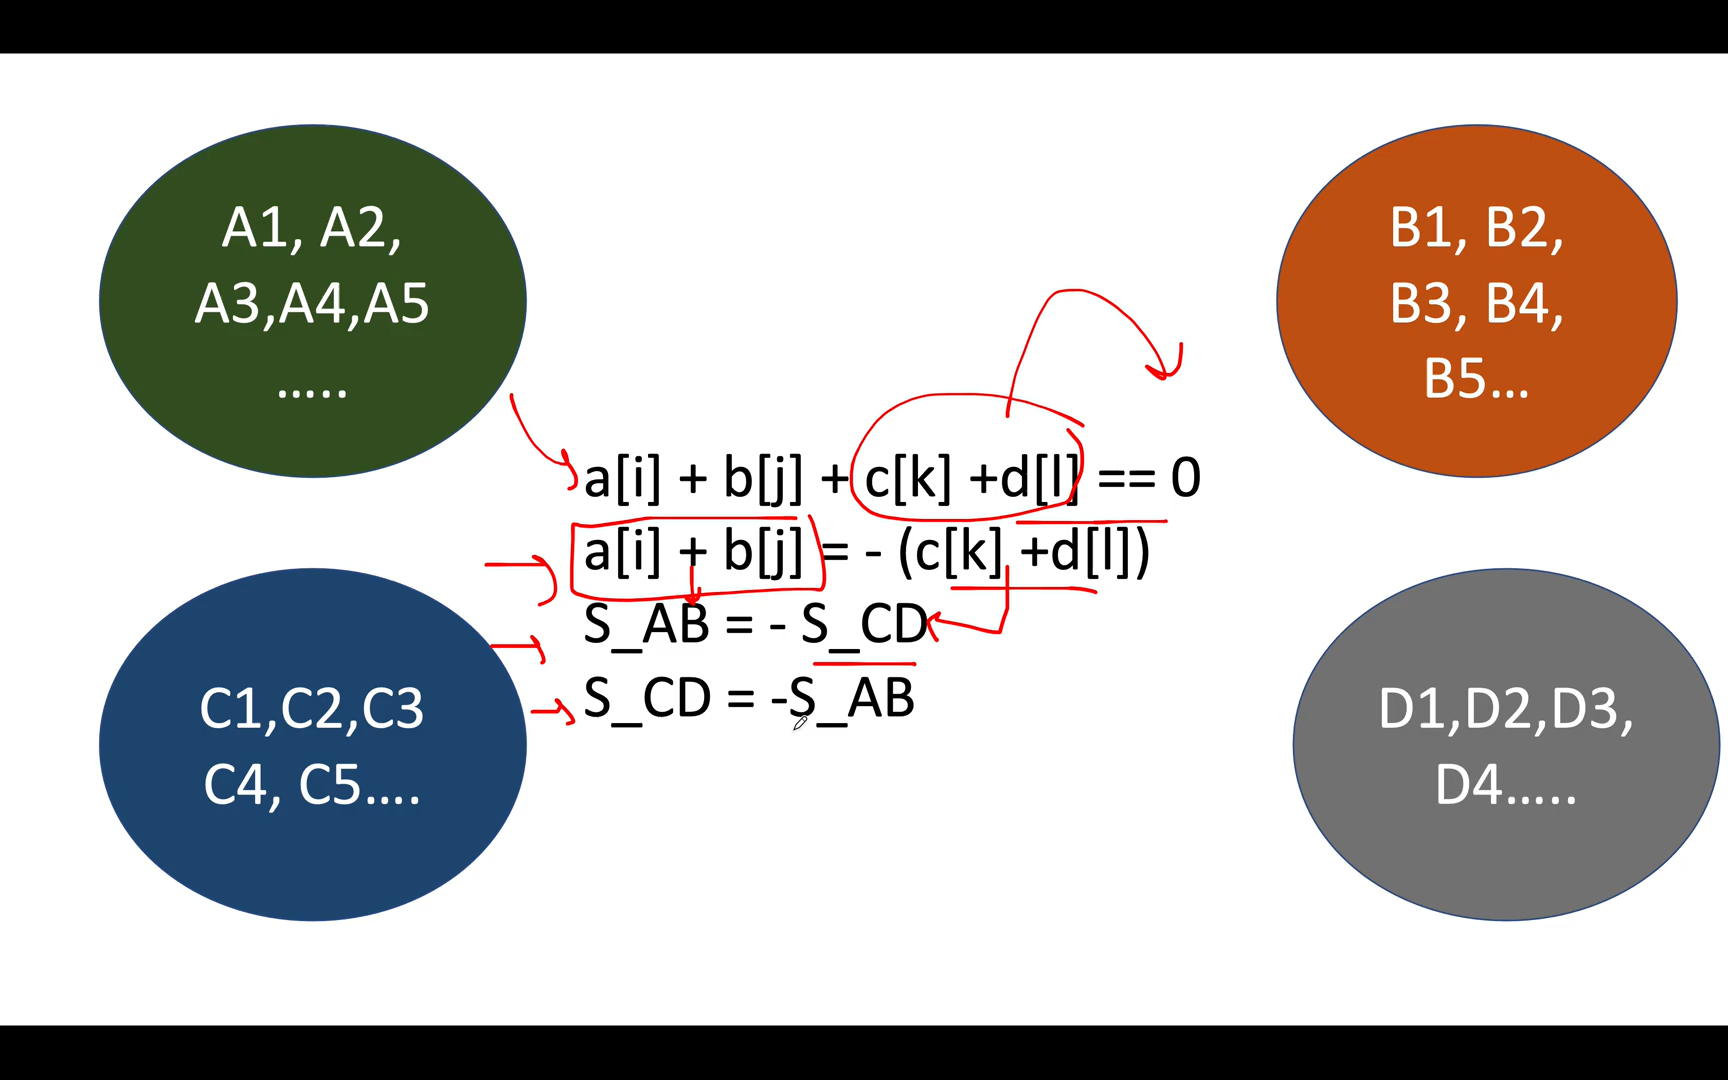 A1, A2,
A3,A4,A5
.....
B1, B2,
B3, B4,
B5...
a[i] + b[j] + c[k] +d[l] == 0
a[i] + b[j] = - (c[k] +d[l])
S_AB = - S_CD
S_CD = -S_AB
C1,C2,C3
C4, C5....
D1,D2,D3,
D4.....